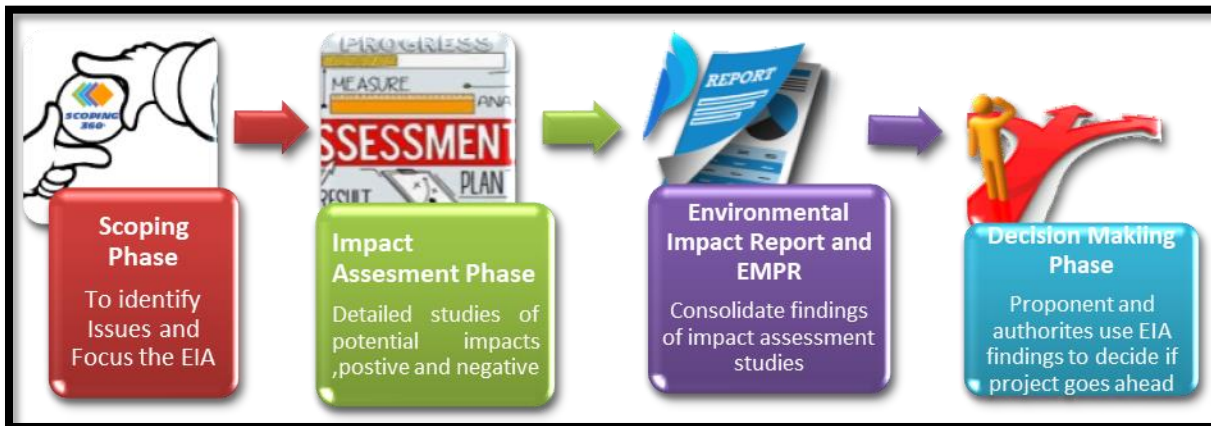 SCOPING
360°
PROGRESS
MEASURE
ANA
SSESSMENT
RESULT
PLAN
REPORT
Scoping
Phase
To identify
Issues and
Focus the EIA
Impact
Assesment Phase
Detailed studies of
potential impacts
,postive and negative
Environmental
Impact Report and
EMPR
Consolidate findings
of impact assessment
studies
Decision Makiing
Phase
Proponent and
authorites use EIA
findings to decide if
project goes ahead